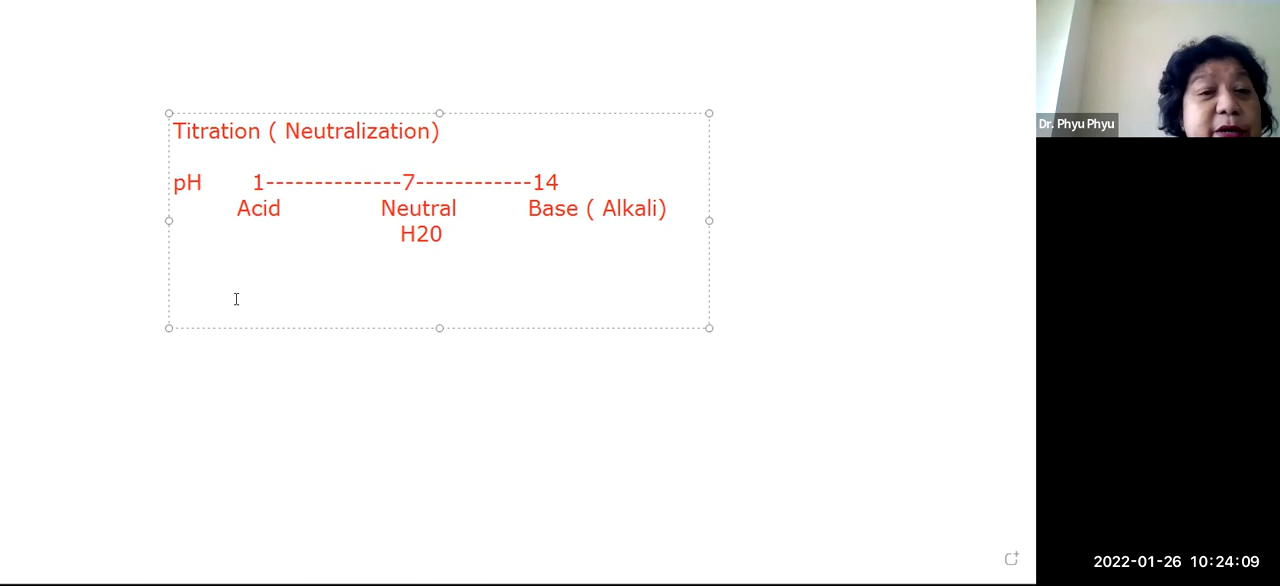 Titration ( Neutralization)
pH 1--------------7------------14
Acid Neutral Base ( Alkali)
H20
Dr. Phyu Phyu
2022-01-26 10:24:09